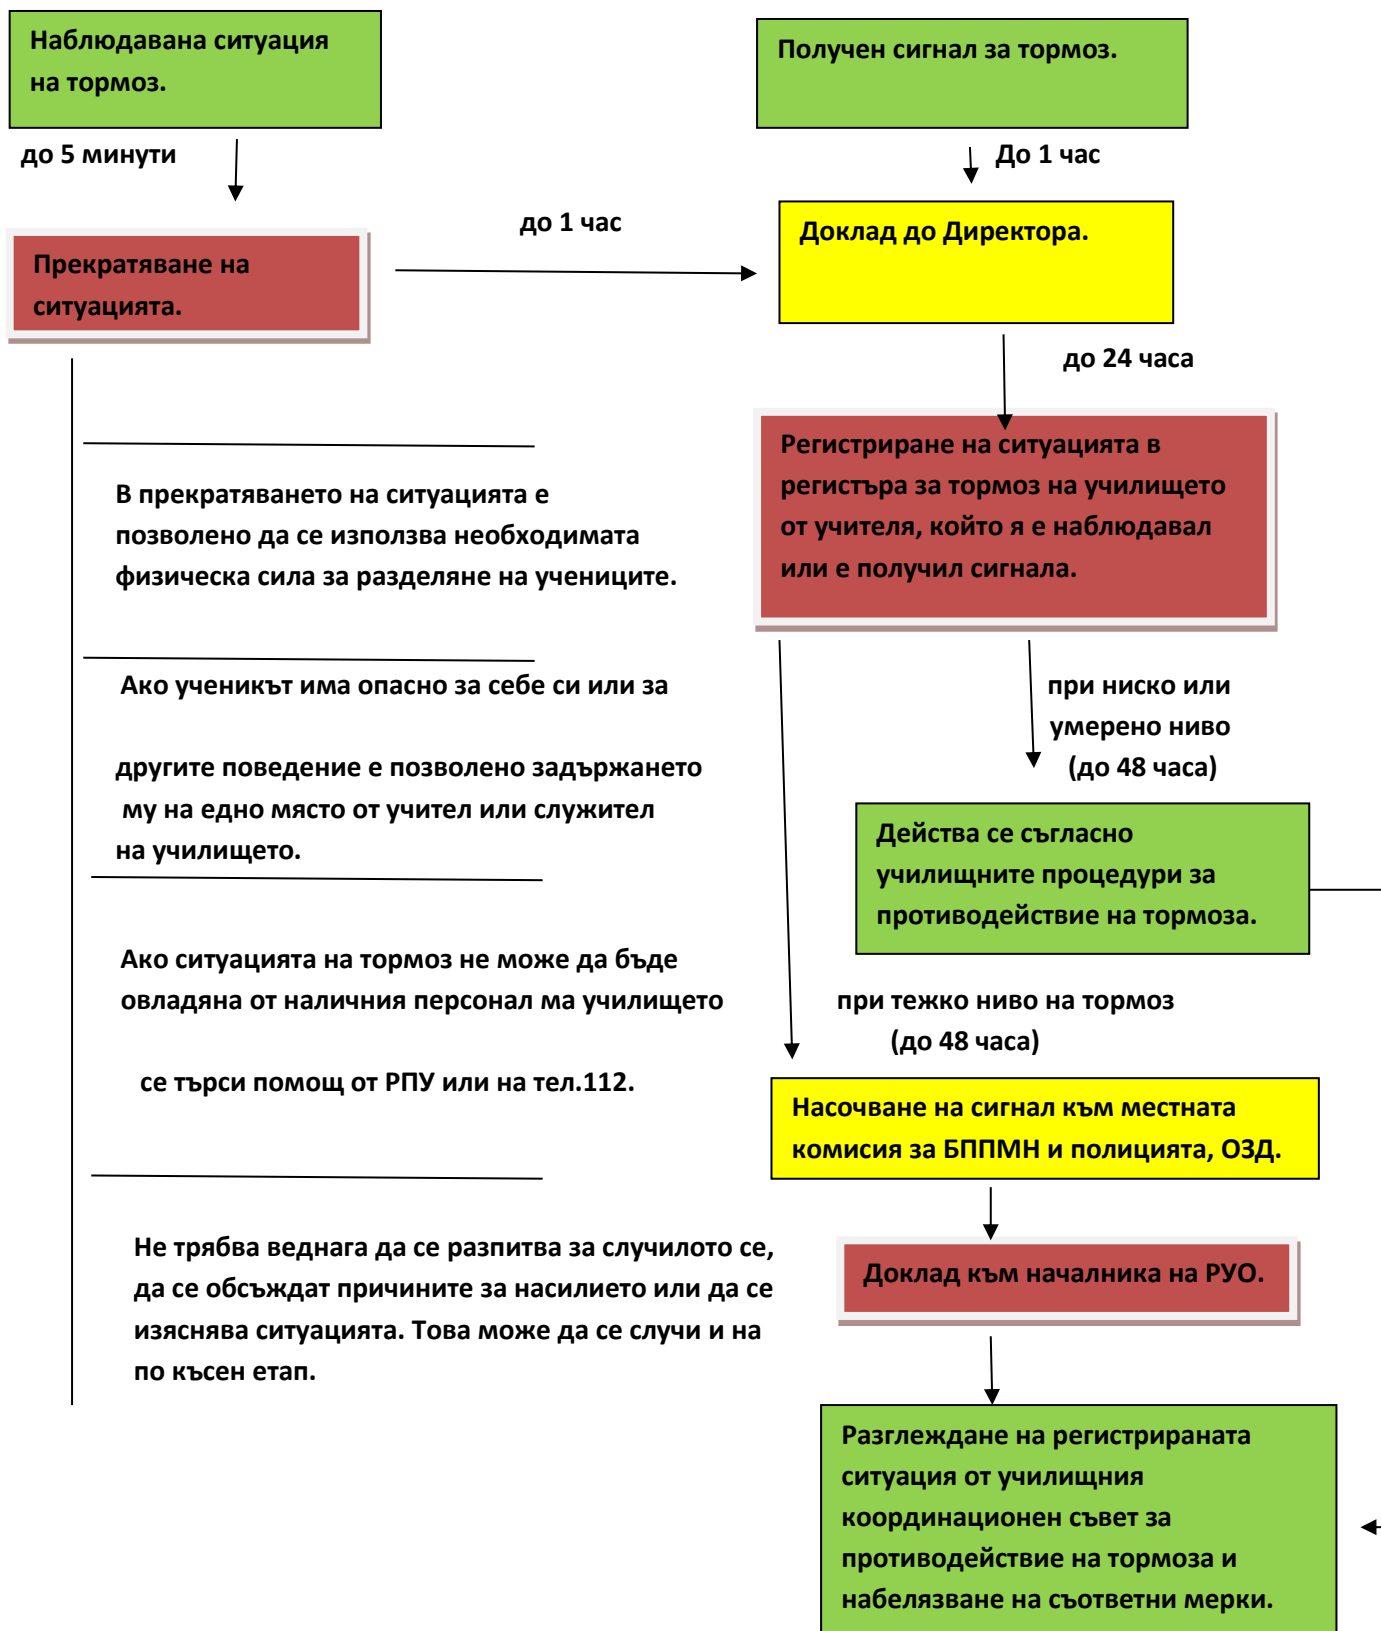 Наблюдавана ситуация
на тормоз.
Получен сигнал за тормоз.
до 5 минути
До 1 час
до 1 час
Доклад до Директора.
Прекратяване на
ситуацията.
до 24 часа
Регистриране на ситуацията в
регистъра за тормоз на училището
от учителя, който я е наблюдавал
или е получил сигнала.
В прекратяването на ситуацията е
позволено да се използва необходимата
физическа сила за разделяне на учениците.
Ако ученикът има опасно за себе си или за
другите поведение е позволено задържането
му на едно място от учител или служител
на училището.
при ниско или
умерено ниво
(до 48 часа)
Действа се съгласно
училищните процедури за
противодействие на тормоза.
Ако ситуацията на тормоз не може да бъде
овладяна от наличния персонал ма училището
се търси помощ от РПУ или на тел.112.
при тежко ниво на тормоз
(до 48 часа)
Насочване на сигнал към местната
комисия за БППМН и полицията, ОЗД.
Не трябва веднага да се разпитва за случилото се,
да се обсъждат причините за насилието или да се
изяснява ситуацията. Това може да се случи и на
по късен етап.
Доклад към началника на РУО.
Разглеждане на регистрираната
ситуация от училищния
координационен съвет за
противодействие на тормоза и
набелязване на съответни мерки.